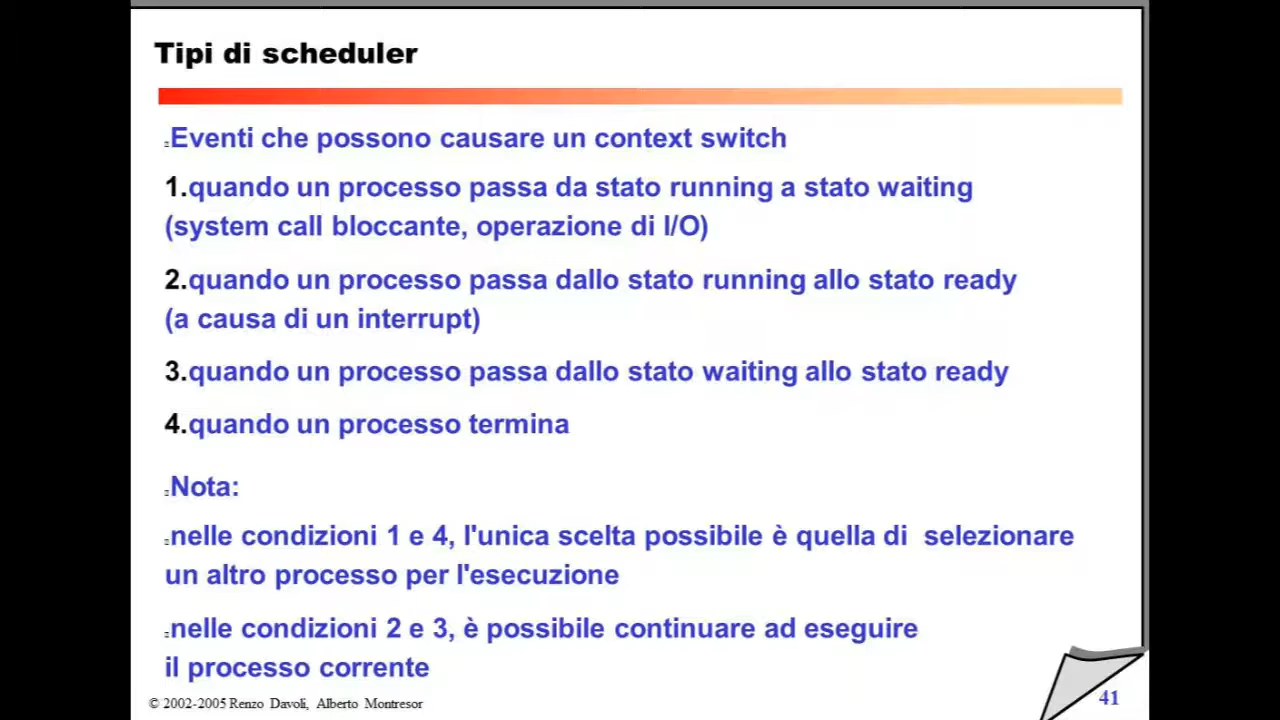 Tipi di scheduler
Eventi che possono causare un context switch
1.quando un processo passa da stato running a stato waiting
(system call bloccante, operazione di I/O)
2.quando un processo passa dallo stato running allo stato ready
(a causa di un interrupt)
3.quando un processo passa dallo stato waiting allo stato ready
4.quando un processo termina
Nota:
nelle condizioni 1 e 4, l'unica scelta possibile è quella di  selezionare
un altro processo per l'esecuzione
nelle condizioni 2 e 3, è possibile continuare ad eseguire
il processo corrente
© 2002-2005 Renzo Davoli, Alberto Montresor
41